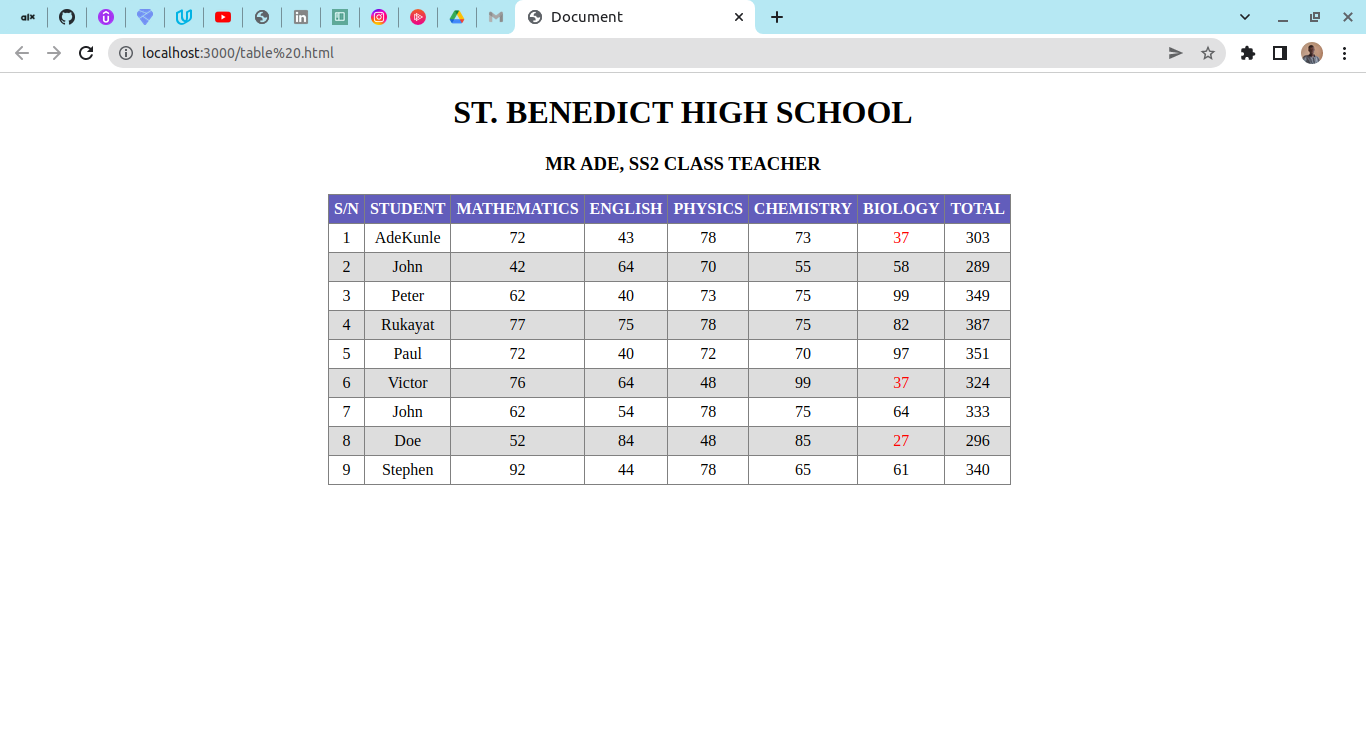 alx
in
Document
localhost:3000/table%20.html
ST. BENEDICT HIGH SCHOOL
MR ADE, SS2 CLASS TEACHER
S/N STUDENT MATHEMATICS ENGLISH PHYSICS CHEMISTRY BIOLOGY TOTAL
1 AdeKunle 72 43 78 73 37 303
2 John 42 64 70 55 58 289
3 Peter 62 40 73 75 99 349
4 Rukayat 77 75 78 75 82 387
5 Paul 72 40 72 70 97 351
6 Victor 76 64 48 99 37 324
7 John 62 54 78 75 64 333
8 Doe 52 84 48 85 27 296
9 Stephen 92 44 78 65 61 340